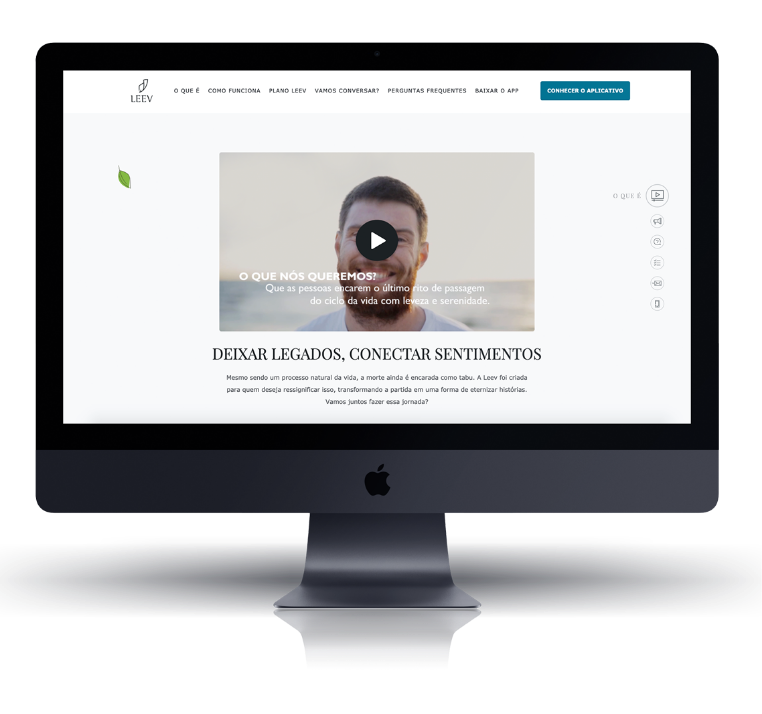 LEEV
O QUE É COMO FUNCIONA PLANO LEEV VAMOS CONVERSAR? PERGUNTAS FREQUENTES BAIXAR O APP CONHECER O APLICATIVO
O QUE É
O QUE NÓS QUEREMOS?
Que as pessoas encarem o último rito de passagem
do ciclo da vida com leveza e serenidade.
DEIXAR LEGADOS, CONECTAR SENTIMENTOS
Mesmo sendo um processo natural da vida, a morte ainda é encarada como tabu. A Leev foi criada
para quem deseja ressignificar isso, transformando a partida em uma forma de eternizar histórias.
Vamos juntos fazer essa jornada?